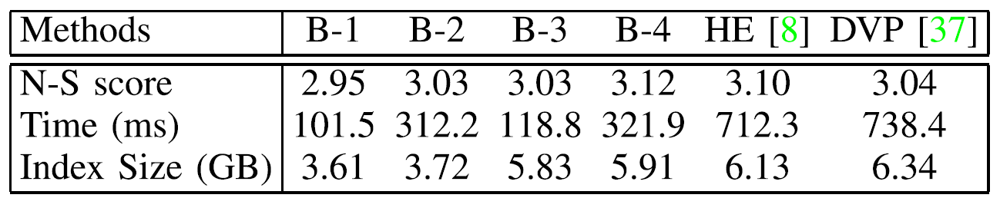 Methods B-1 B-2 B-3 B-4 HE [8] DVP [37]
N-S score 2.95 3.03 3.03 3.12 3.10 3.04
Time (ms) 101.5 312.2 118.8 321.9 712.3 738.4
Index Size (GB) 3.61 3.72 5.83 5.91 6.13 6.34